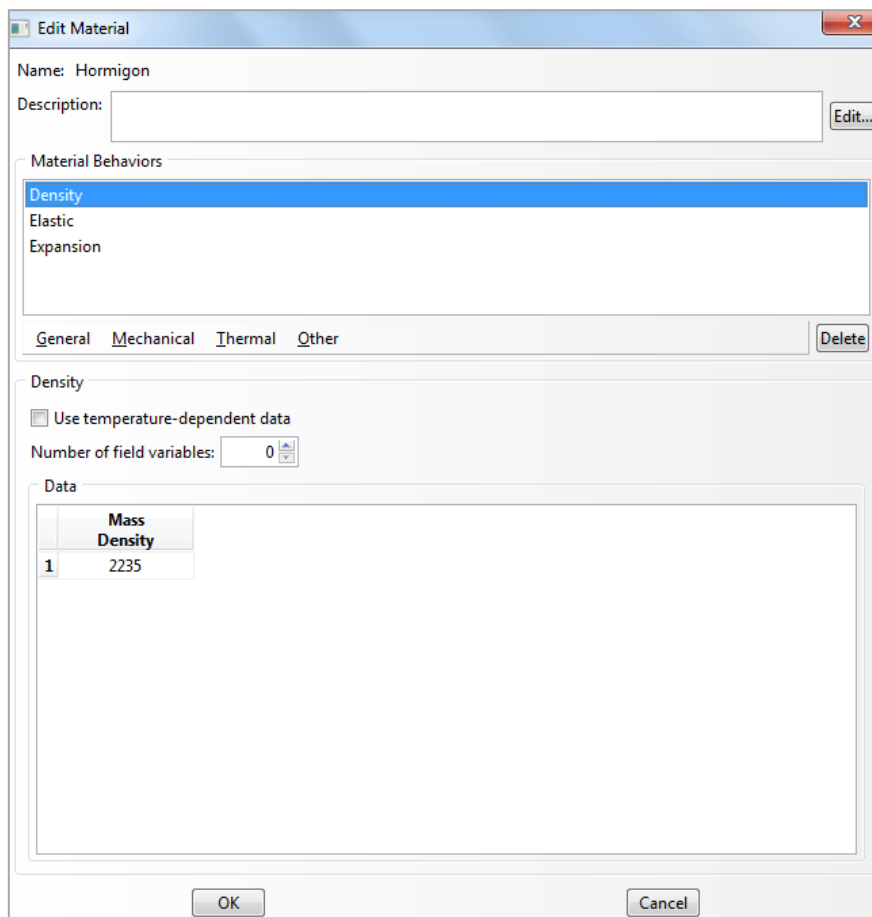 Edit Material
Name: Hormigon
Description:
Edit...
Material Behaviors
Density
Elastic
Expansion
General Mechanical Thermal Other Delete
Density
Use temperature-dependent data
Number of field variables: 0
Data
Mass
Density
1 2235
OK Cancel